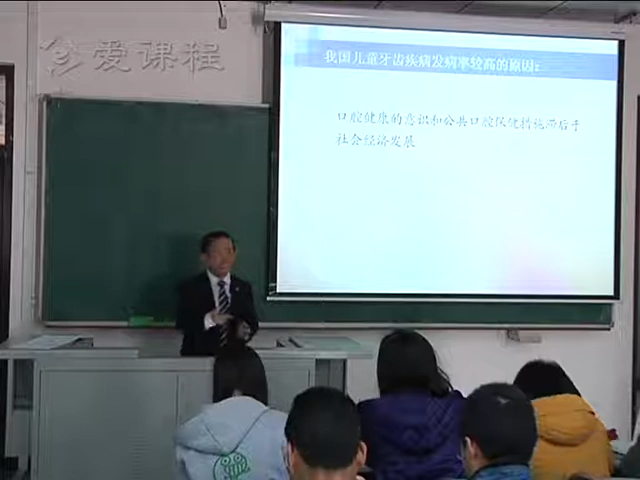 爱课程
我国儿童牙齿疾病发病率较高的原因:
口腔健康的意识和公共口腔保健措施滞后于
社会经济发展